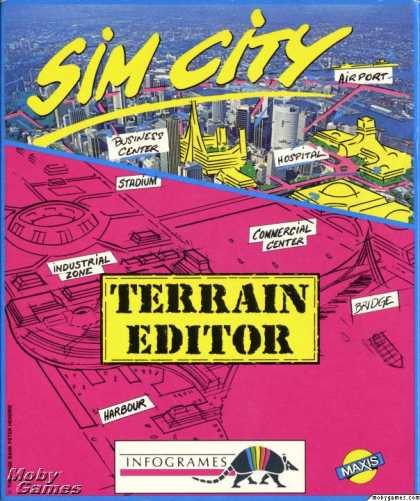 SIM CITY
AIRPORT
BUSINESS
CENTER
HOSPITAL
STADIUM
COMMERCIAL
CENTER
INDUSTRIAL
ZONE
BRIDGE
TERRAIN
EDITOR
HARBOUR
INFOGRAMES
MAXIS
Moby
Games
mobygames.com